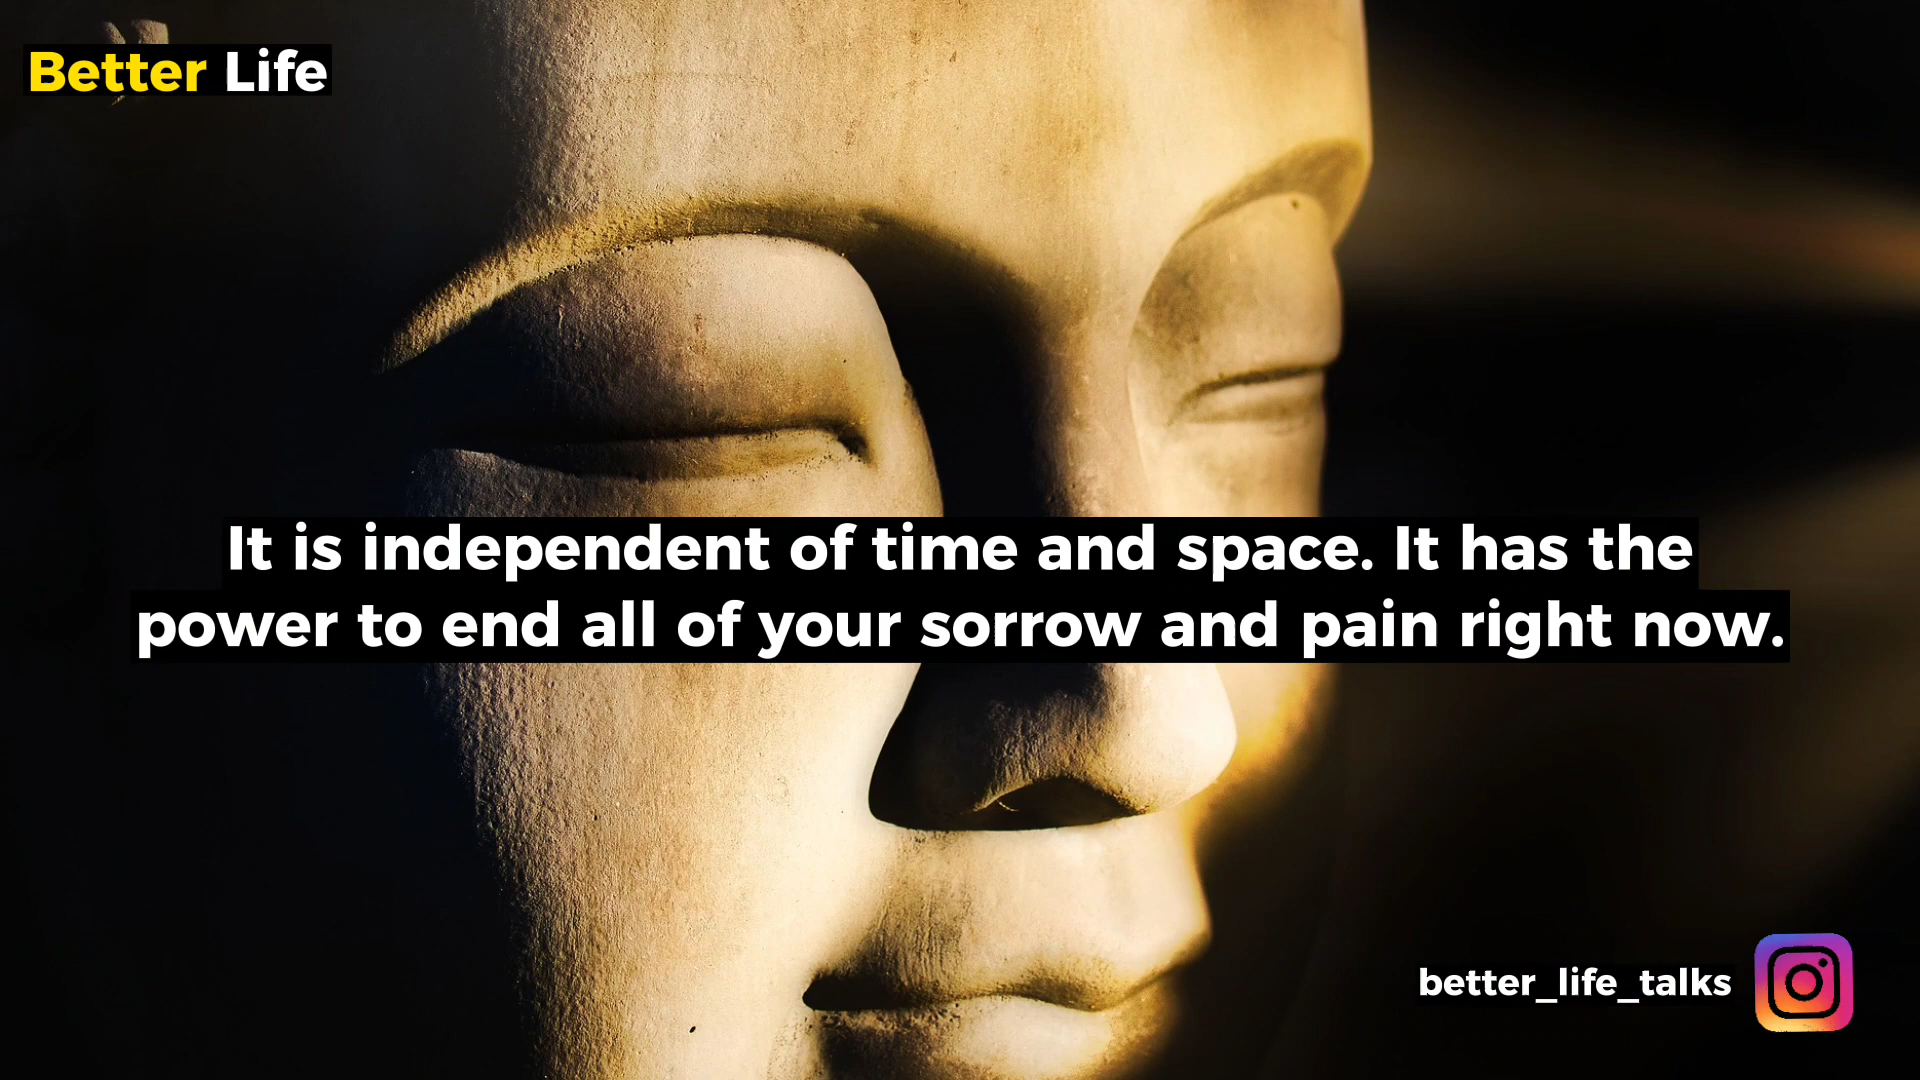 Better Life
It is independent of time and space. It has the
power to end all of your sorrow and pain right now.
better_life_talks